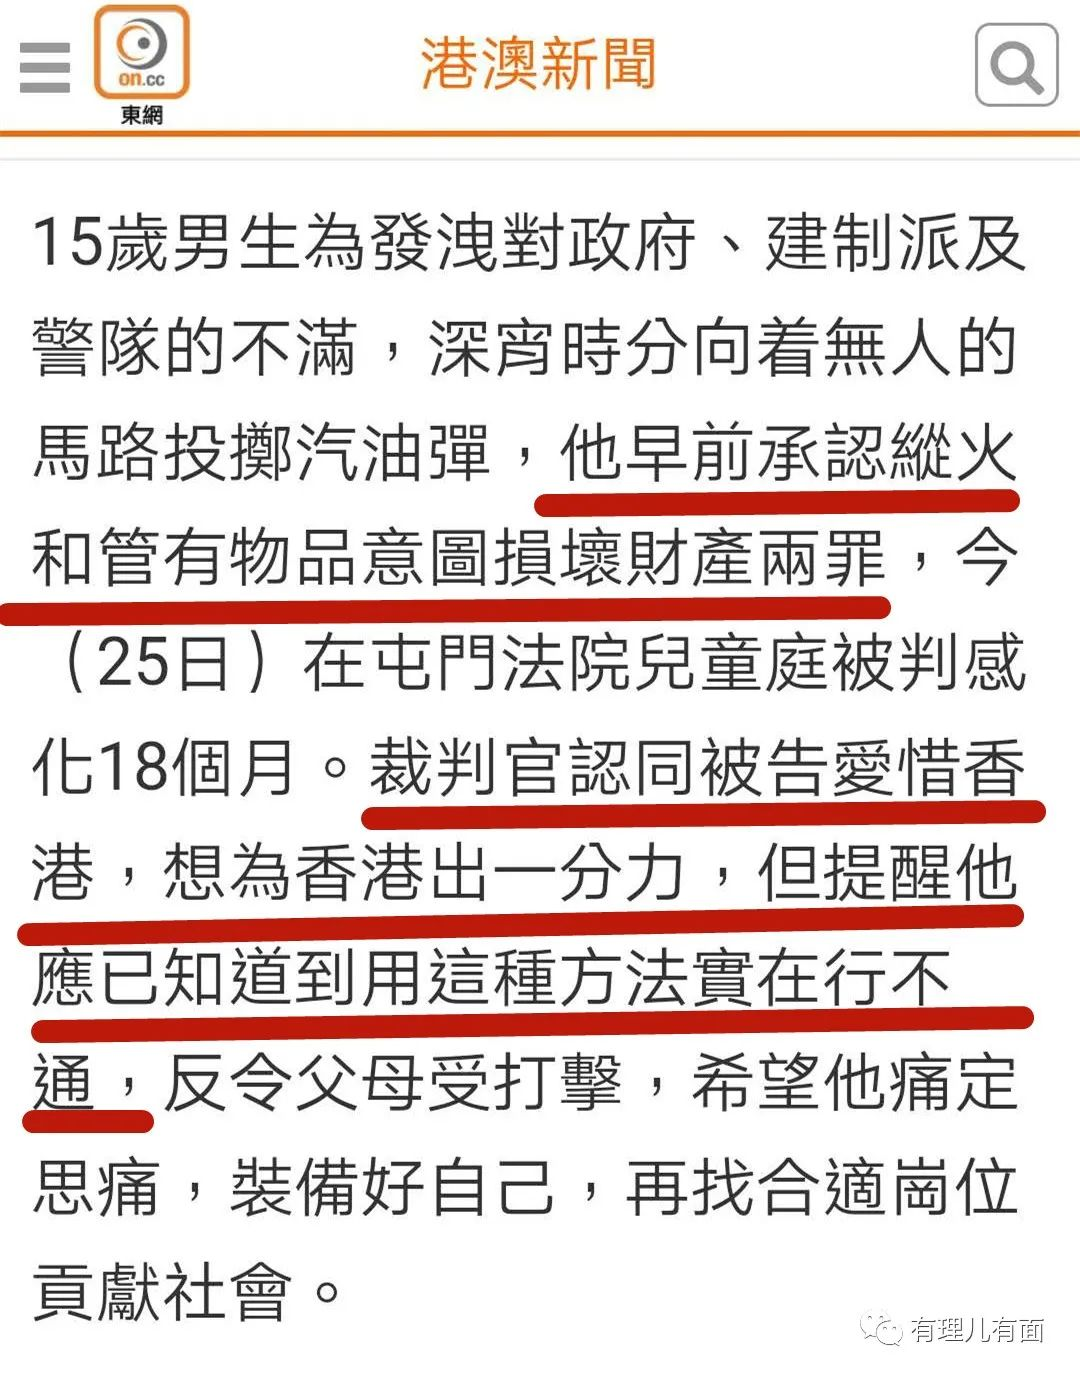 on.cc
東網
港澳新聞
15歲男生為發洩對政府、建制派及
警隊的不滿，深宵時分向着無人的
馬路投擲汽油彈，他早前承認縱火
和管有物品意圖損壞財產兩罪，今
（25日）在屯門法院兒童庭被判感
化18個月。裁判官認同被告愛惜香
港，想為香港出一分力，但提醒他
應已知道到用這種方法實在行不
通，反令父母受打擊，希望他痛定
思痛，裝備好自己，再找合適崗位
貢獻社會。
有理儿有面